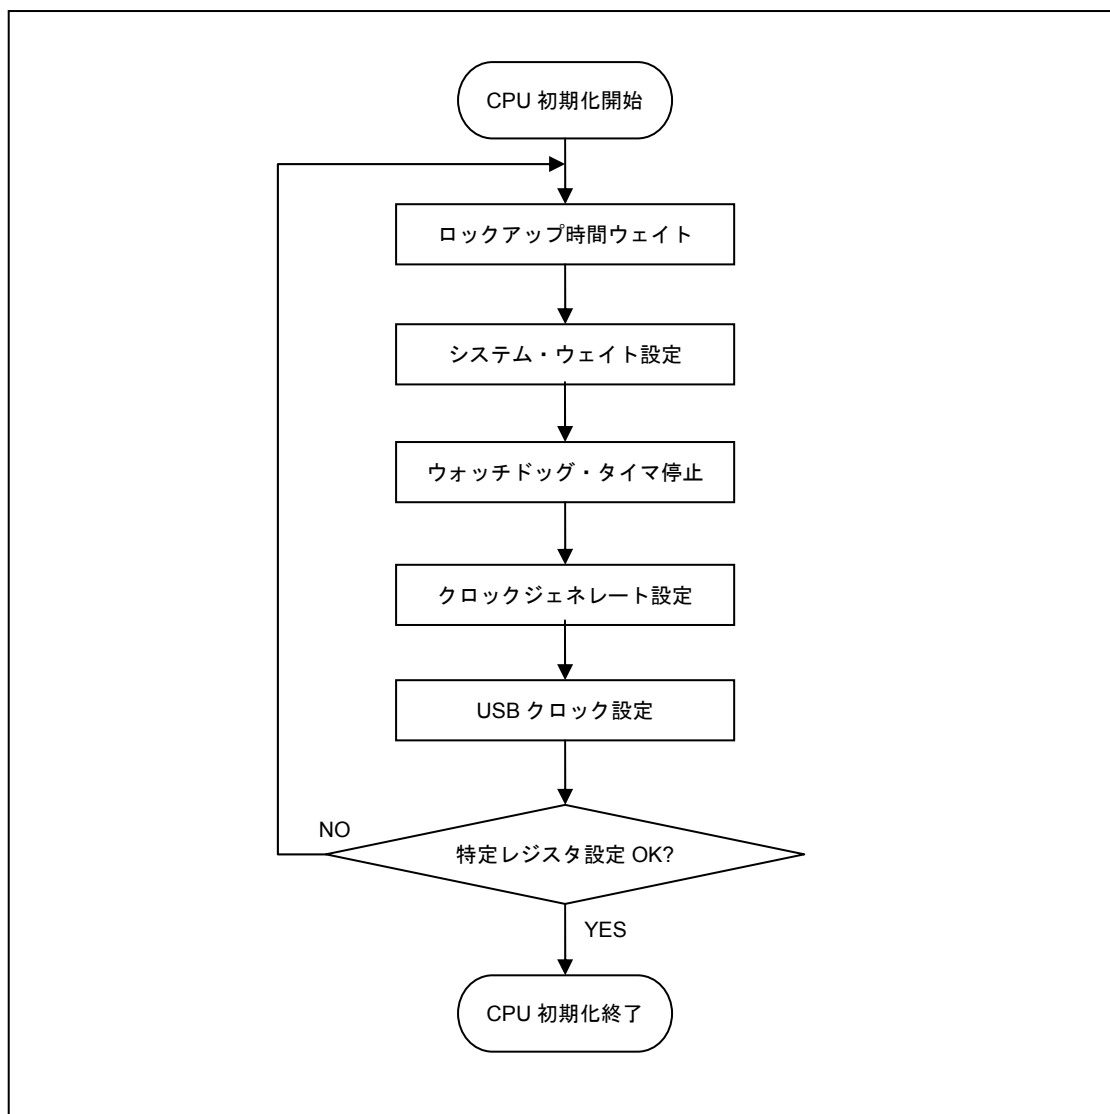 CPU 初期化開始
ロックアップ時間ウェイト
システム・ウェイト設定
ウォッチドッグ・タイマ停止
クロックジェネレート設定
USB クロック設定
NO
特定レジスタ設定 OK?
YES
CPU 初期化終了